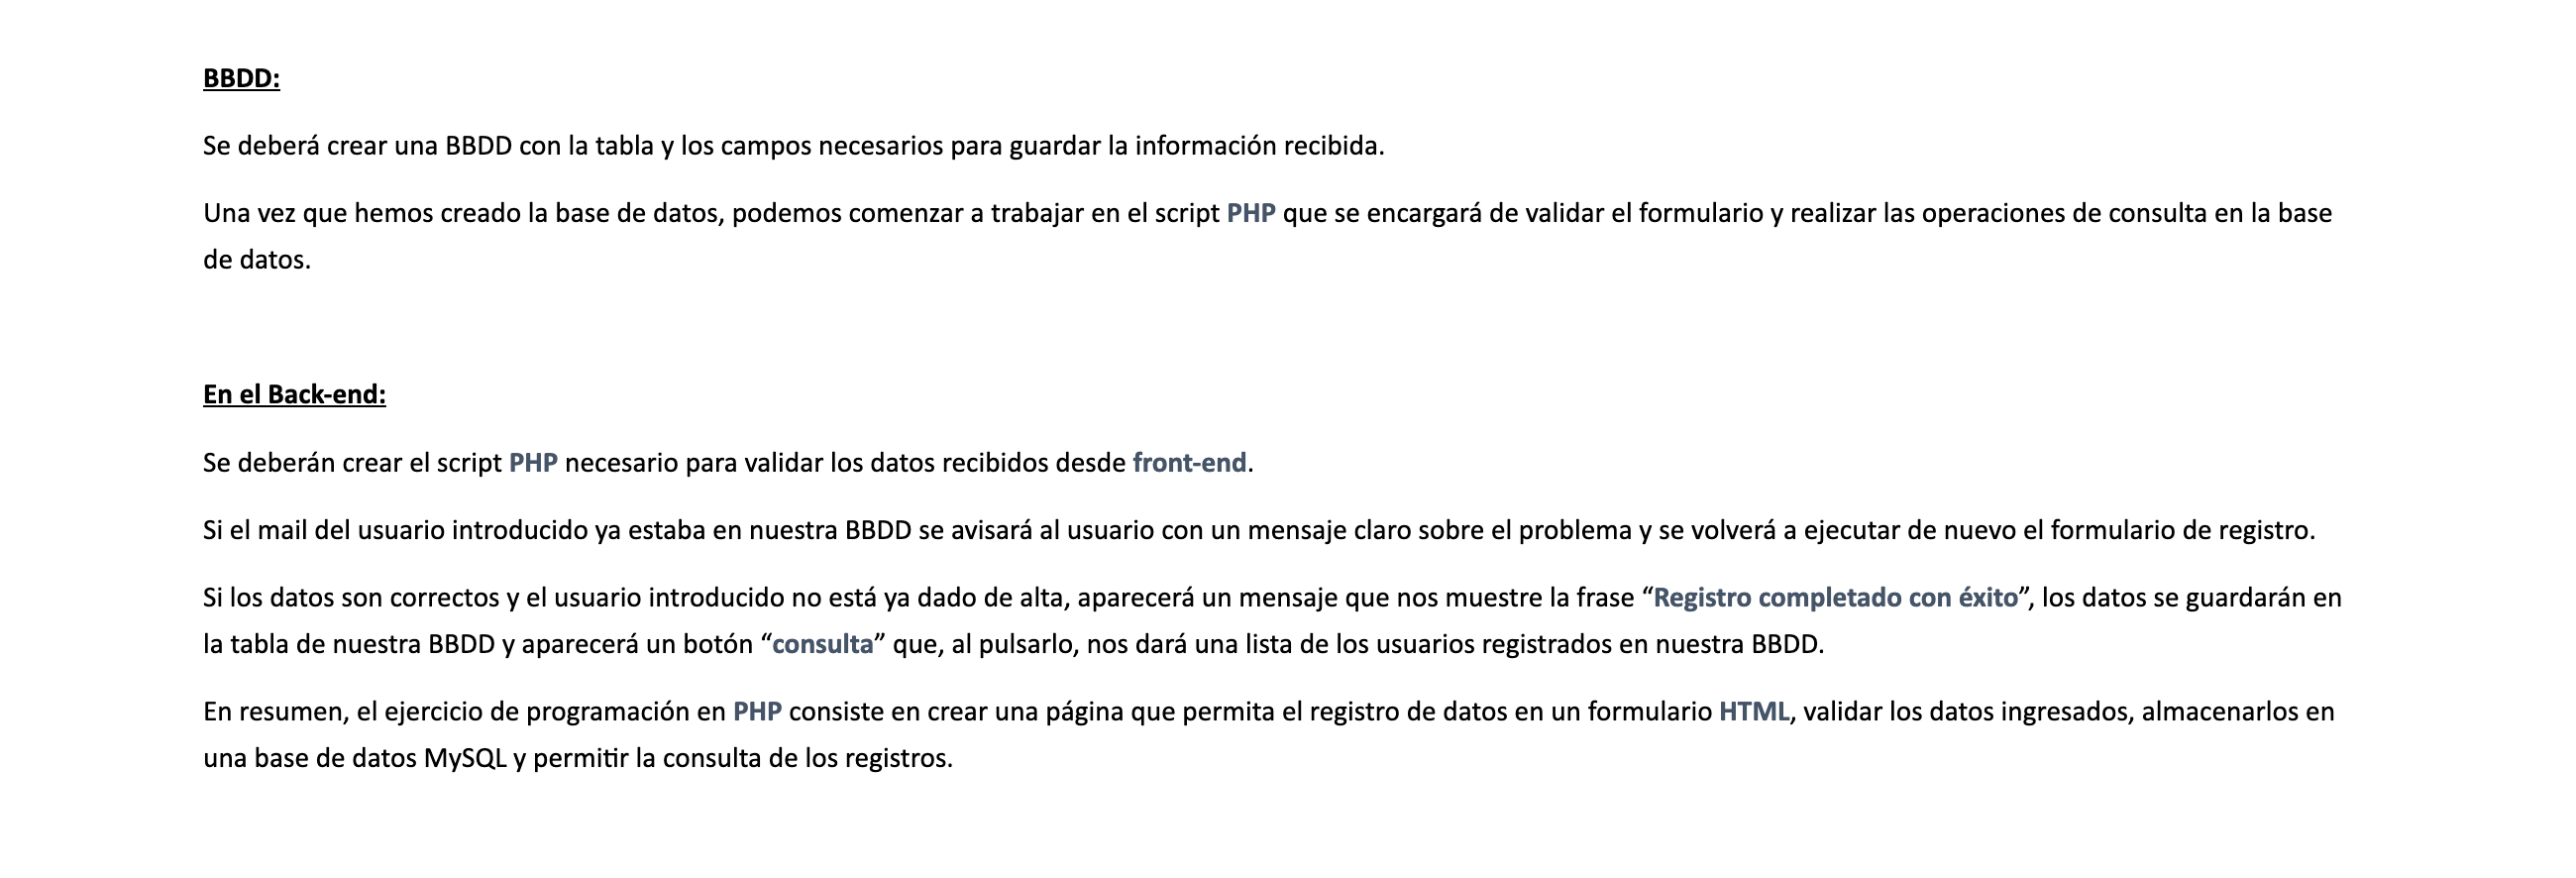 BBDD:
Se deberá crear una BBDD con la tabla y los campos necesarios para guardar la información recibida.
Una vez que hemos creado la base de datos, podemos comenzar a trabajar en el script PHP que se encargará de validar el formulario y realizar las operaciones de consulta en la base
de datos.
En el Back-end:
Se deberán crear el script PHP necesario para validar los datos recibidos desde front-end.
Si el mail del usuario introducido ya estaba en nuestra BBDD se avisará al usuario con un mensaje claro sobre el problema y se volverá a ejecutar de nuevo el formulario de registro.
Si los datos son correctos y el usuario introducido no está ya dado de alta, aparecerá un mensaje que nos muestre la frase “Registro completado con éxito”, los datos se guardarán en
la tabla de nuestra BBDD y aparecerá un botón “consulta” que, al pulsarlo, nos dará una lista de los usuarios registrados en nuestra BBDD.
En resumen, el ejercicio de programación en PHP consiste en crear una página que permita el registro de datos en un formulario HTML, validar los datos ingresados, almacenarlos en
una base de datos MySQL y permitir la consulta de los registros.